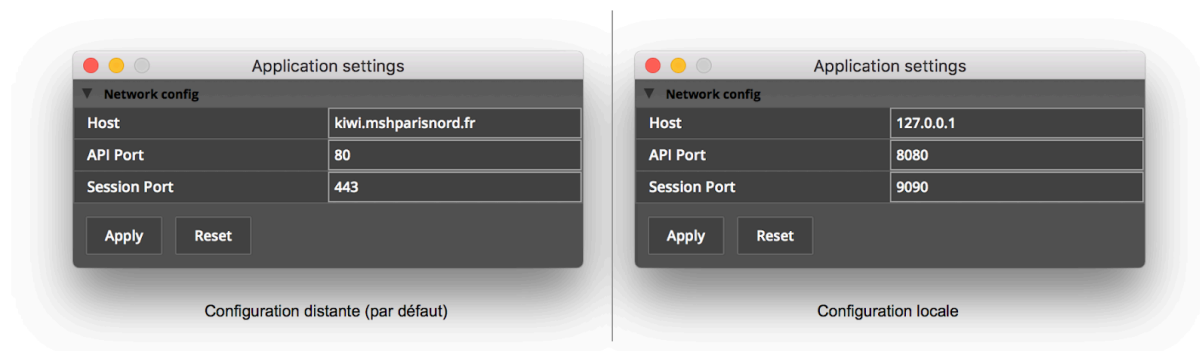 Application settings
Network config
Host kiwi.mshparisnord.fr
API Port 80
Session Port 443
Apply Reset
Configuration distante (par défaut)
Application settings
Network config
Host 127.0.0.1
API Port 8080
Session Port 9090
Apply Reset
Configuration locale